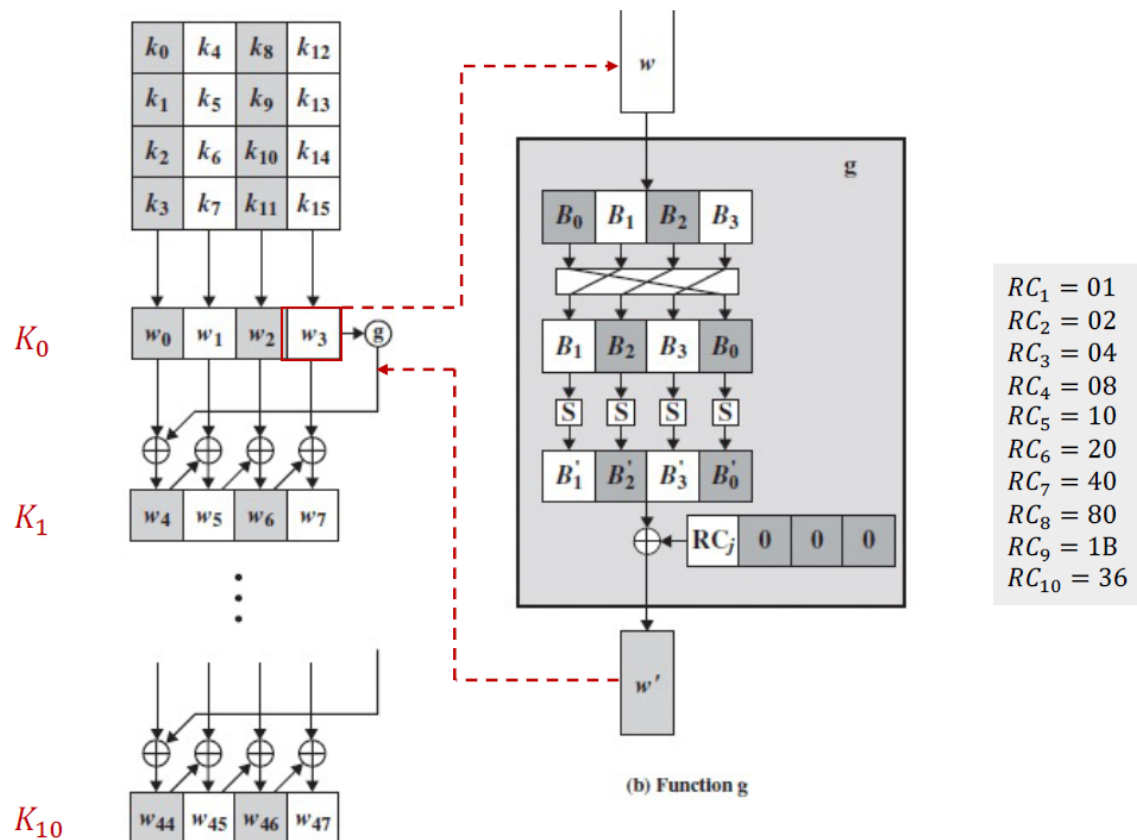 k0 k4 k8 k12
k1 k5 k9 k13
k2 k6 k10 k14
k3 k7 k11 k15
K0
w0 w1 w2 w3 g
K1
w4 w5 w6 w7
K10
w44 w45 w46 w47
w
g
B0 B1 B2 B3
B1 B2 B3 B0
S S S S
B'1 B'2 B'3 B'0
RCj 0 0 0
w'
(b) Function g
RC1 = 01
RC2 = 02
RC3 = 04
RC4 = 08
RC5 = 10
RC6 = 20
RC7 = 40
RC8 = 80
RC9 = 1B
RC10 = 36